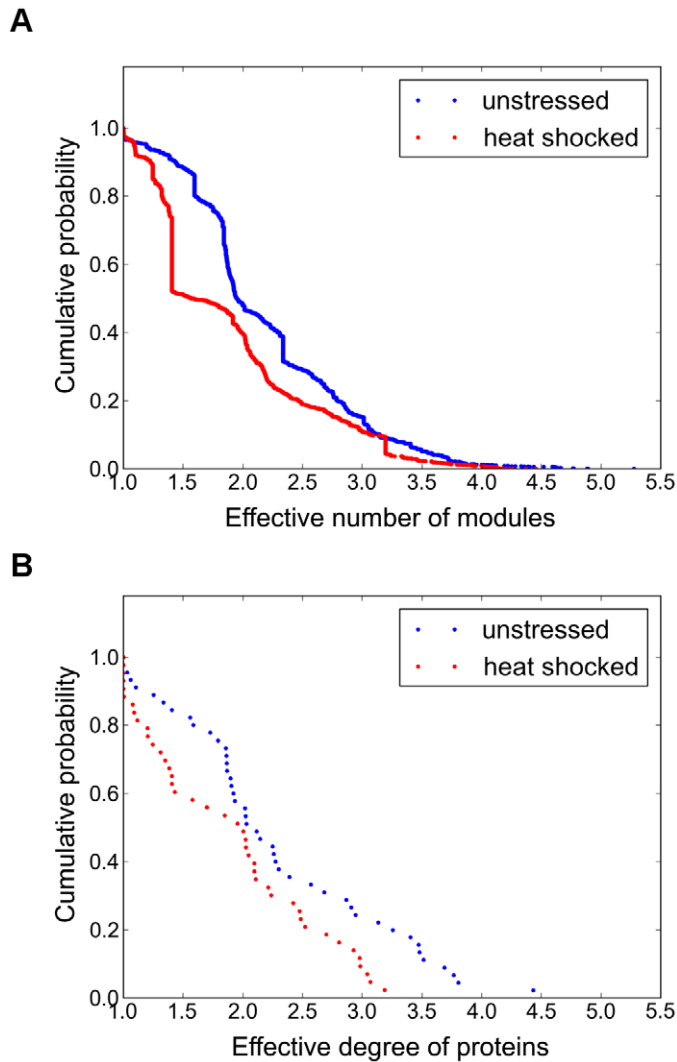 A
unstressed
heat shocked
Cumulative probability
1.0
0.8
0.6
0.4
0.2
0.0
1.0 1.5 2.0 2.5 3.0 3.5 4.0 4.5 5.0 5.5
Effective number of modules
B
unstressed
heat shocked
Cumulative probability
1.0
0.8
0.6
0.4
0.2
0.0
1.0 1.5 2.0 2.5 3.0 3.5 4.0 4.5 5.0 5.5
Effective degree of proteins